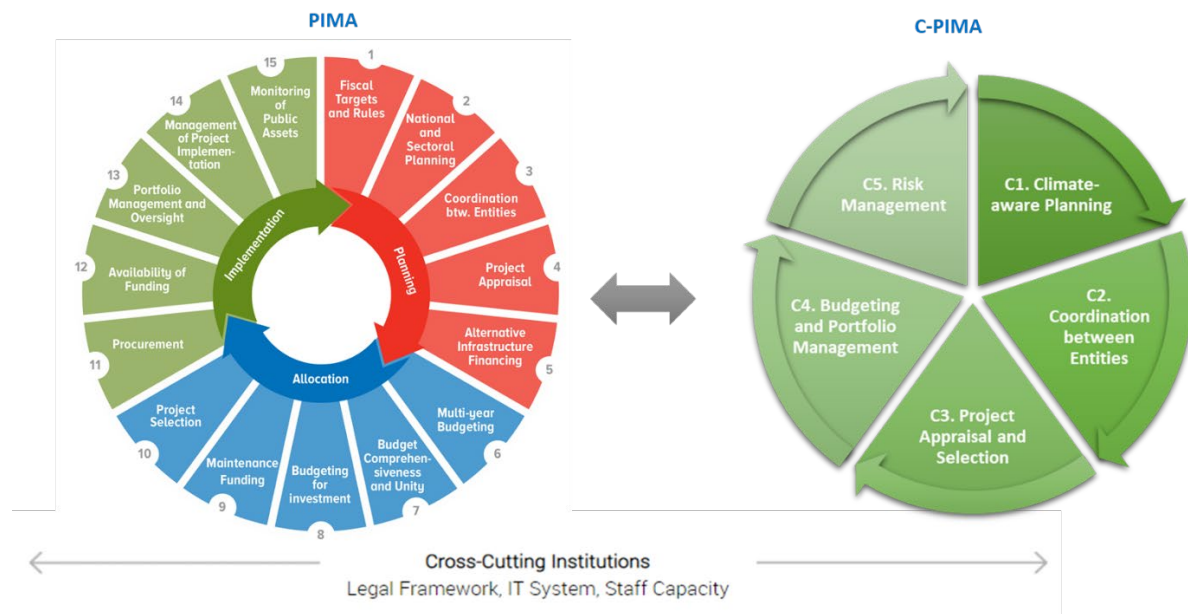 PIMA
C-PIMA
1
Fiscal
Targets
and Rules
2
National
and
Sectoral
Planning
3
Coordination
btw. Entities
4
Project
Appraisal
5
Alternative
Infrastructure
Financing
6
Multi-year
Budgeting
7
Budget
Comprehen-
siveness
and Unity
8
Budgeting
for
investment
9
Maintenance
Funding
10
Project
Selection
11
Procurement
12
Availability of
Funding
13
Portfolio
Management and
Oversight
14
Management
of Project
Implemen-
tation
15
Monitoring
of
Public
Assets
Planning
Allocation
Implementation
C1. Climate-
aware Planning
C2.
Coordination
between
Entities
C3. Project
Appraisal and
Selection
C4. Budgeting
and Portfolio
Management
C5. Risk
Management
Cross-Cutting Institutions
Legal Framework, IT System, Staff Capacity